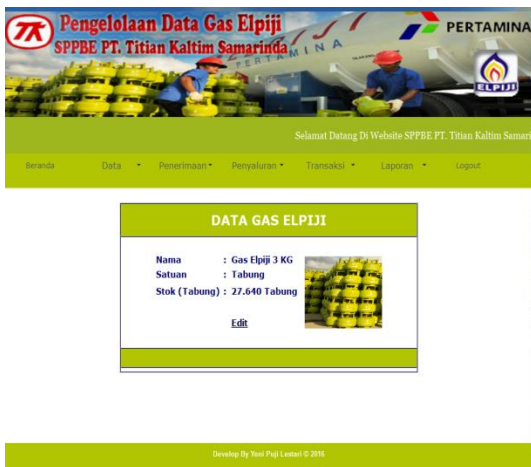 TK
Pengelolaan Data Gas Elpiji
SPPBE PT. Titian Kaltim Samarinda
PERTAMINA
PERTAMINA
ELPIJI
Selamat Datang Di Website SPPBE PT. Titian Kaltim Samari
Beranda Data Penerimaan Penyaluran Transaksi Laporan Logout
DATA GAS ELPIJI
Nama : Gas Elpiji 3 KG
Satuan : Tabung
Stok (Tabung) : 27.640 Tabung
Edit
Develop By Yeni Puji Lestari © 2016